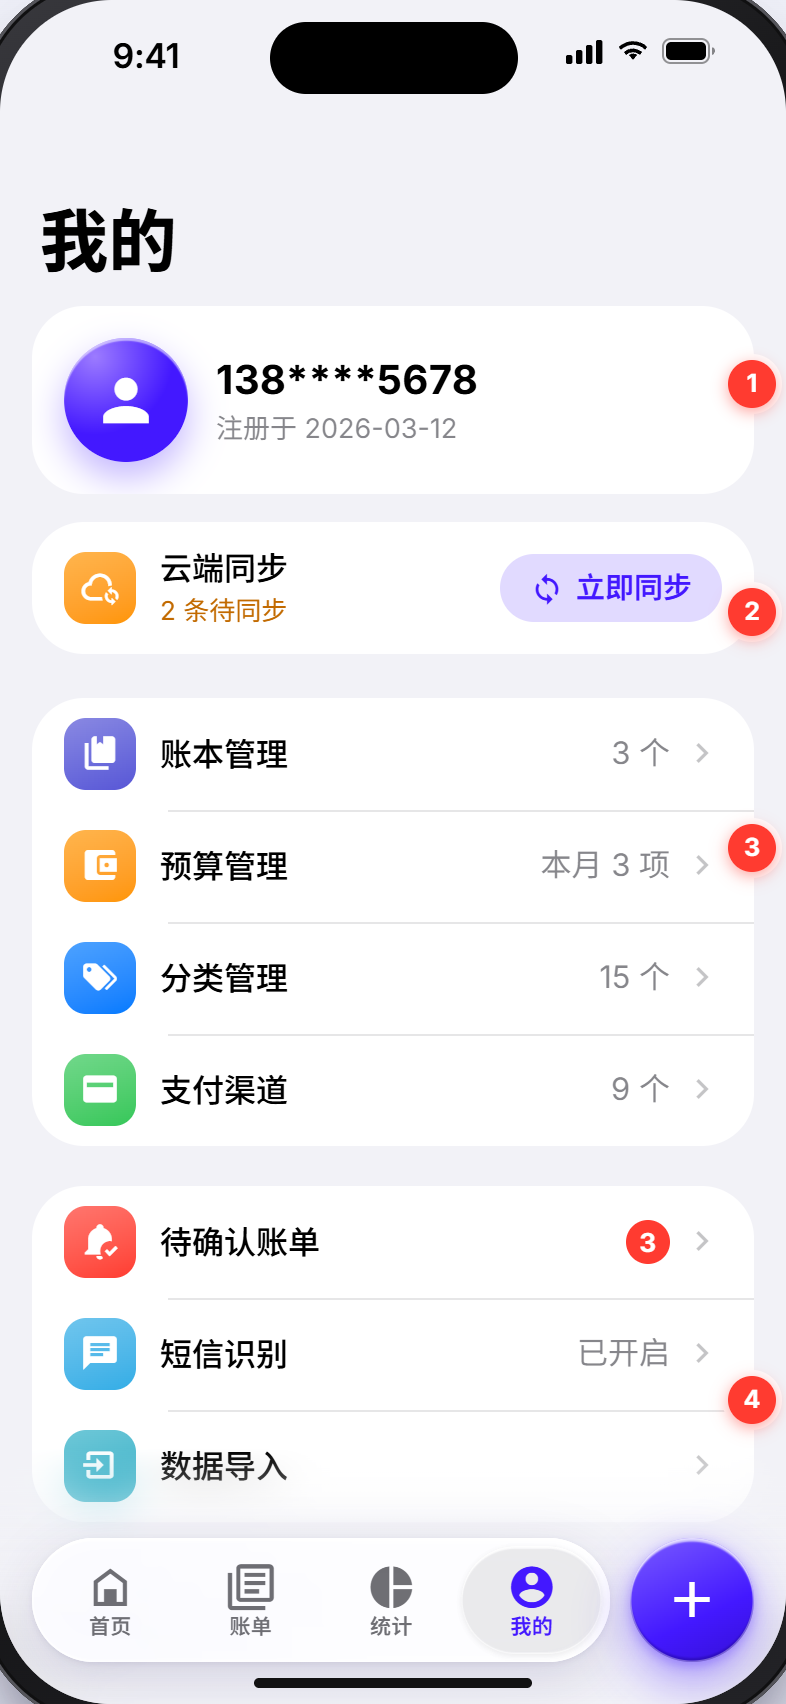 9:41
我的
138****5678
注册于 2026-03-12
1
云端同步
2 条待同步
立即同步
2
账本管理
3 个
预算管理
本月 3 项
3
分类管理
15 个
支付渠道
9 个
待确认账单
3
短信识别
已开启
4
数据导入
首页
账单
统计
我的